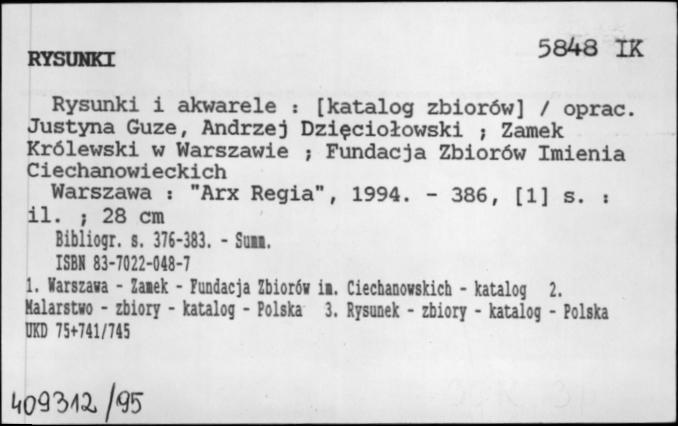 5848 IK
RYSUNKI
Rysunki i akwarele : [katalog zbiorów] / oprac.
Justyna Guze, Andrzej Dzięciołowski ; Zamek
Królewski w Warszawie ; Fundacja Zbiorów Imienia
Ciechanowieckich
Warszawa : "Arx Regia", 1994. - 386, [1] s. :
il. ; 28 cm
Bibliogr. s. 376-383. - Summ.
ISBN 83-7022-048-7
1. Warszawa - Zamek - Fundacja Zbiorów im. Ciechanowskich - katalog 2.
Malarstwo - zbiory - katalog - Polska 3. Rysunek - zbiory - katalog - Polska
UKD 75+741/745
409312/95